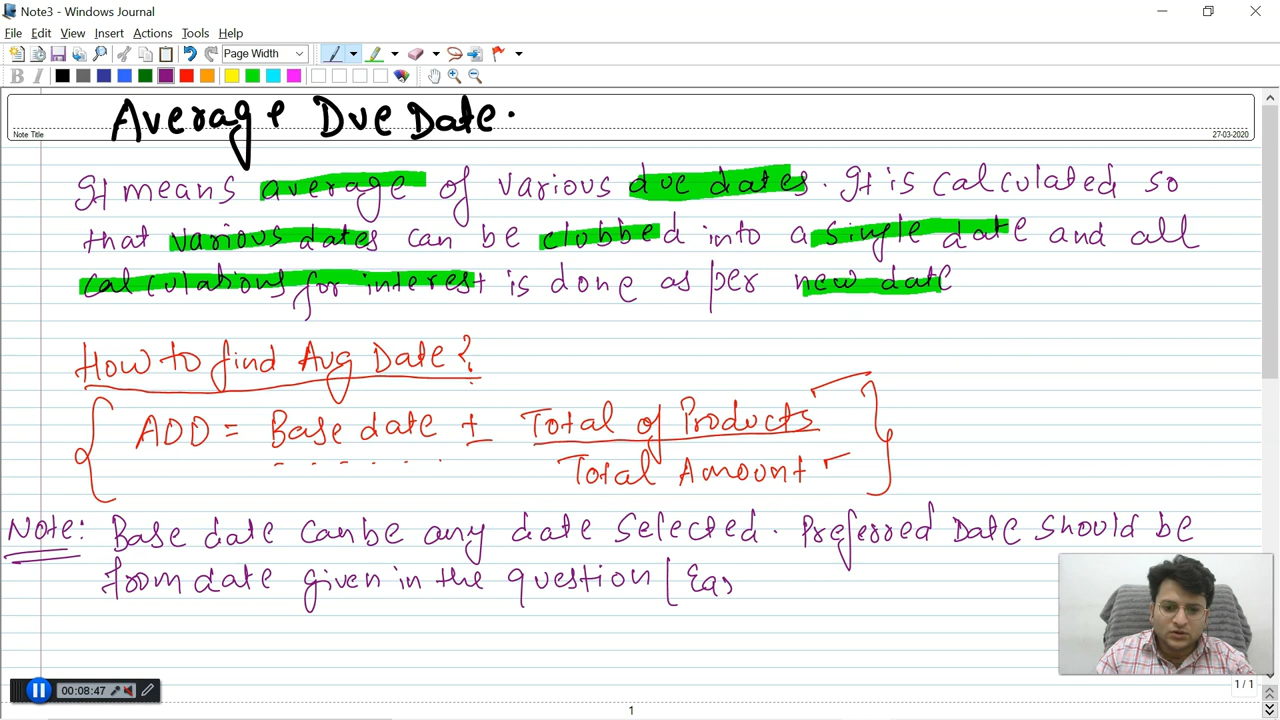 Note3 - Windows Journal
File Edit View Insert Actions Tools Help
Page Width
B I
Average Due Date.
Note Title
27-03-2020
It means average of various due dates. It is calculated so
that various dates can be clubbed into a single date and all
calculations for interest is done as per new date
How to find Avg Date?
ADD = Base date ± Total of Products
Total Amount
Note: Base date can be any date selected. Preferred Date should be
from date given in the question [Eas
00:08:47
1 / 1
1